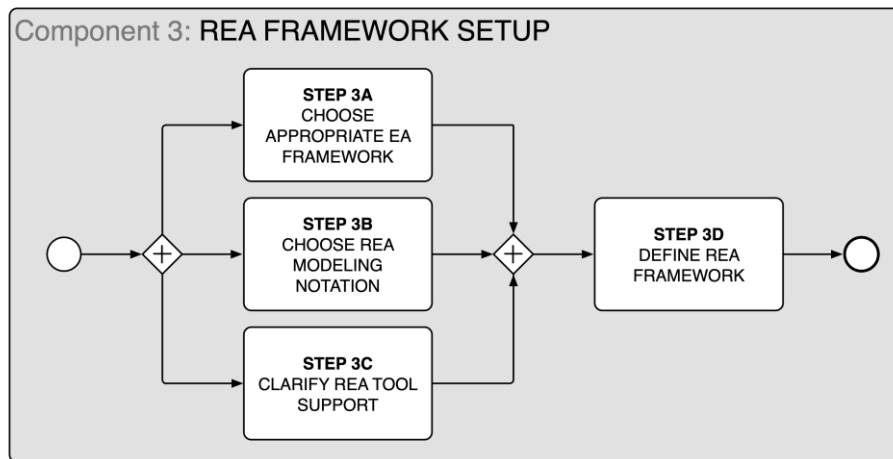 Component 3: REA FRAMEWORK SETUP
STEP 3A
CHOOSE
APPROPRIATE EA
FRAMEWORK
STEP 3B
CHOOSE REA
MODELING
NOTATION
STEP 3C
CLARIFY REA TOOL
SUPPORT
STEP 3D
DEFINE REA
FRAMEWORK